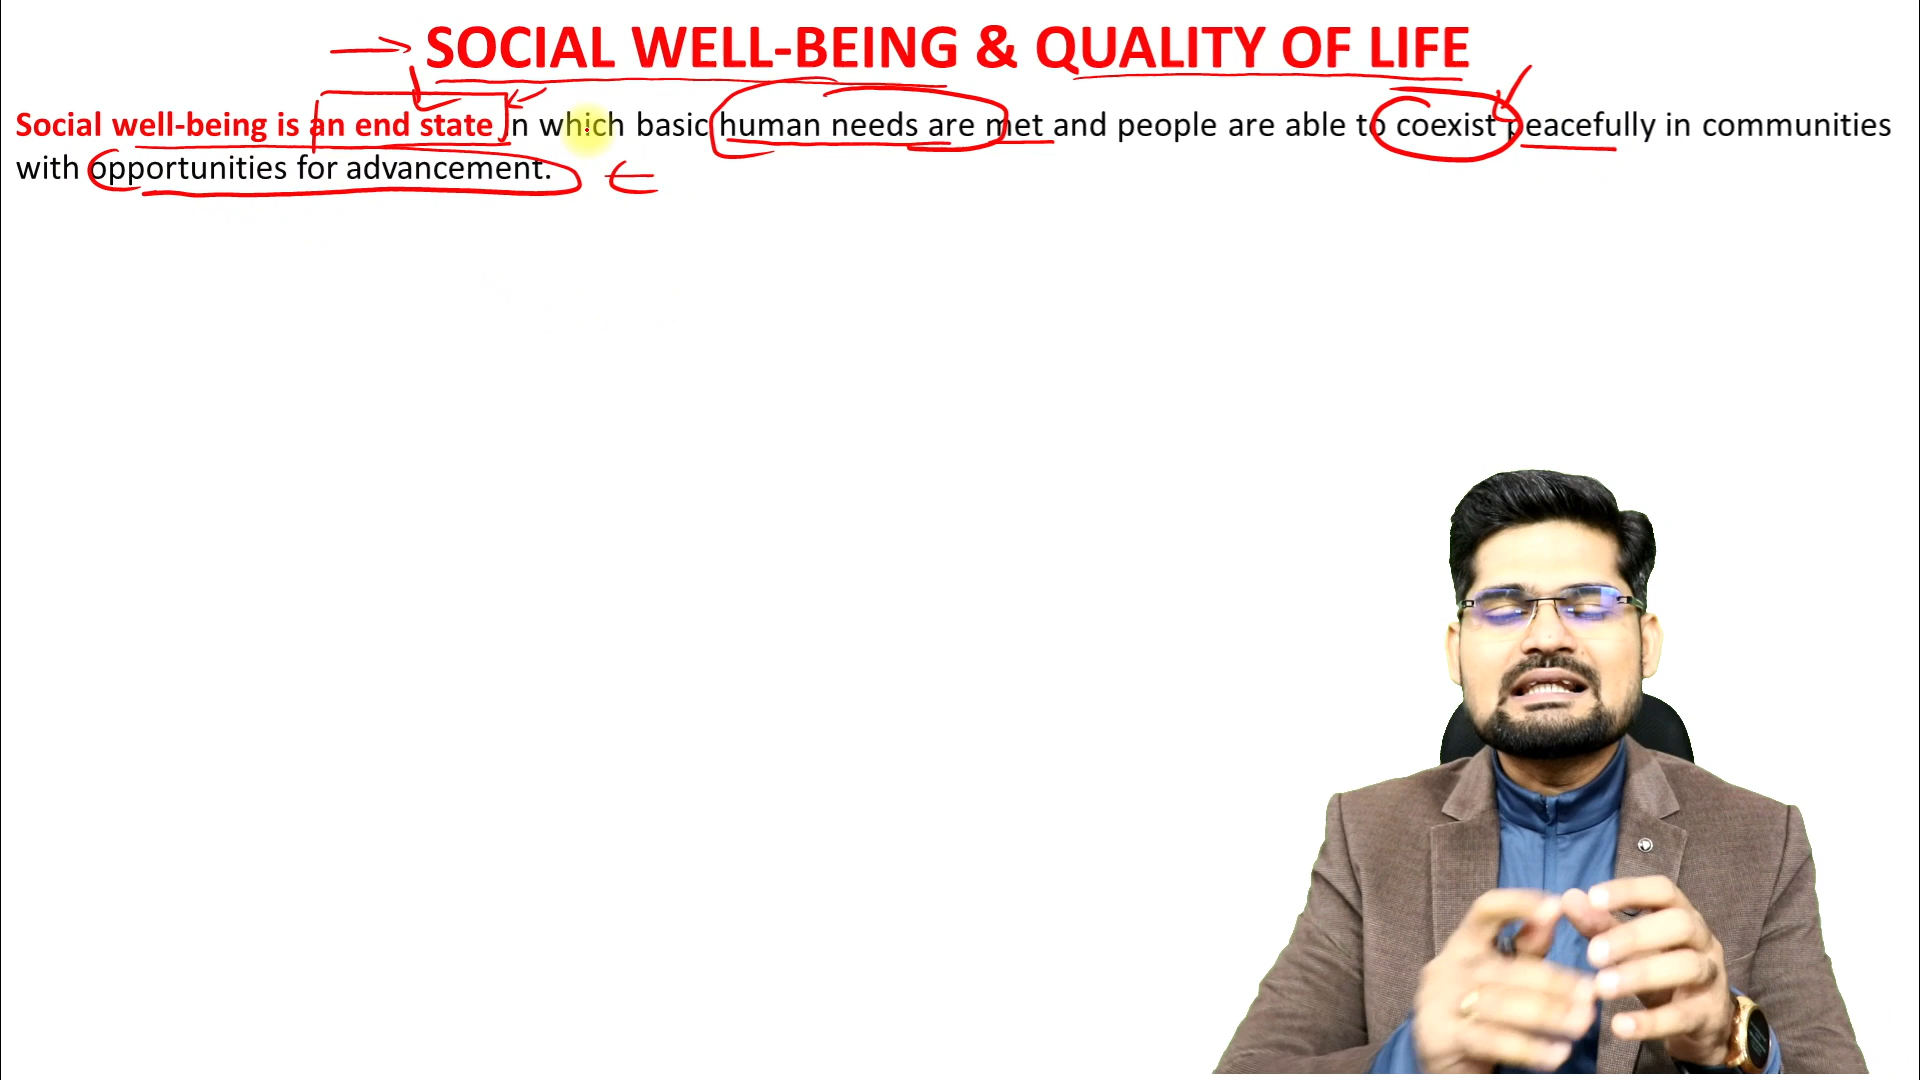 SOCIAL WELL-BEING & QUALITY OF LIFE
Social well-being is an end state in which basic human needs are met and people are able to coexist peacefully in communities
with opportunities for advancement.